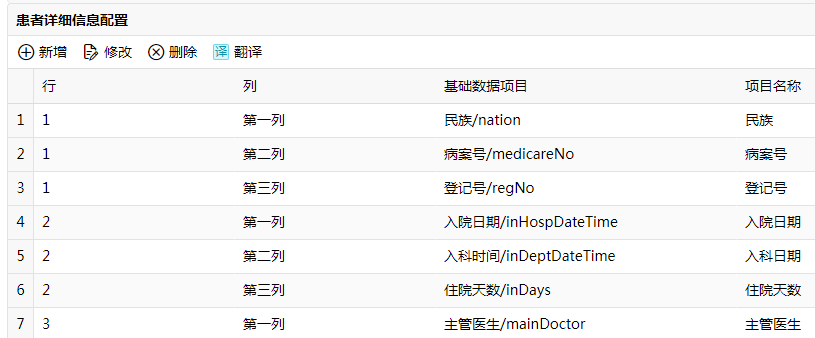 患者详细信息配置
新增 修改 删除 译 翻译
行 列 基础数据项目 项目名称
1 1 第一列 民族/nation 民族
2 1 第二列 病案号/medicareNo 病案号
3 1 第三列 登记号/regNo 登记号
4 2 第一列 入院日期/inHospDateTime 入院日期
5 2 第二列 入科时间/inDeptDateTime 入科日期
6 2 第三列 住院天数/inDays 住院天数
7 3 第一列 主管医生/mainDoctor 主管医生